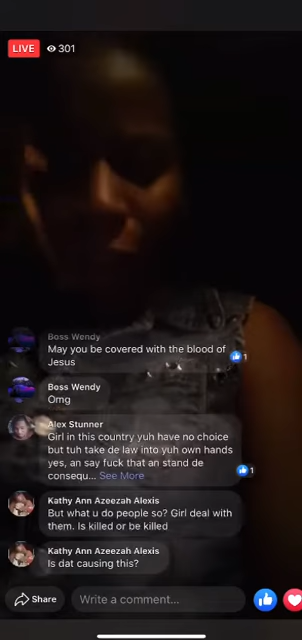 LIVE 301
Boss Wendy
May you be covered with the blood of
Jesus
1
Boss Wendy
Omg
Alex Stunner
Girl in this country yuh have no choice
but tuh take de law into yuh own hands
yes, an say fuck that an stand de
consequ... See More
1
Kathy Ann Azeezah Alexis
But what u do people so? Girl deal with
them. Is killed or be killed
Kathy Ann Azeezah Alexis
Is dat causing this?
Share Write a comment...